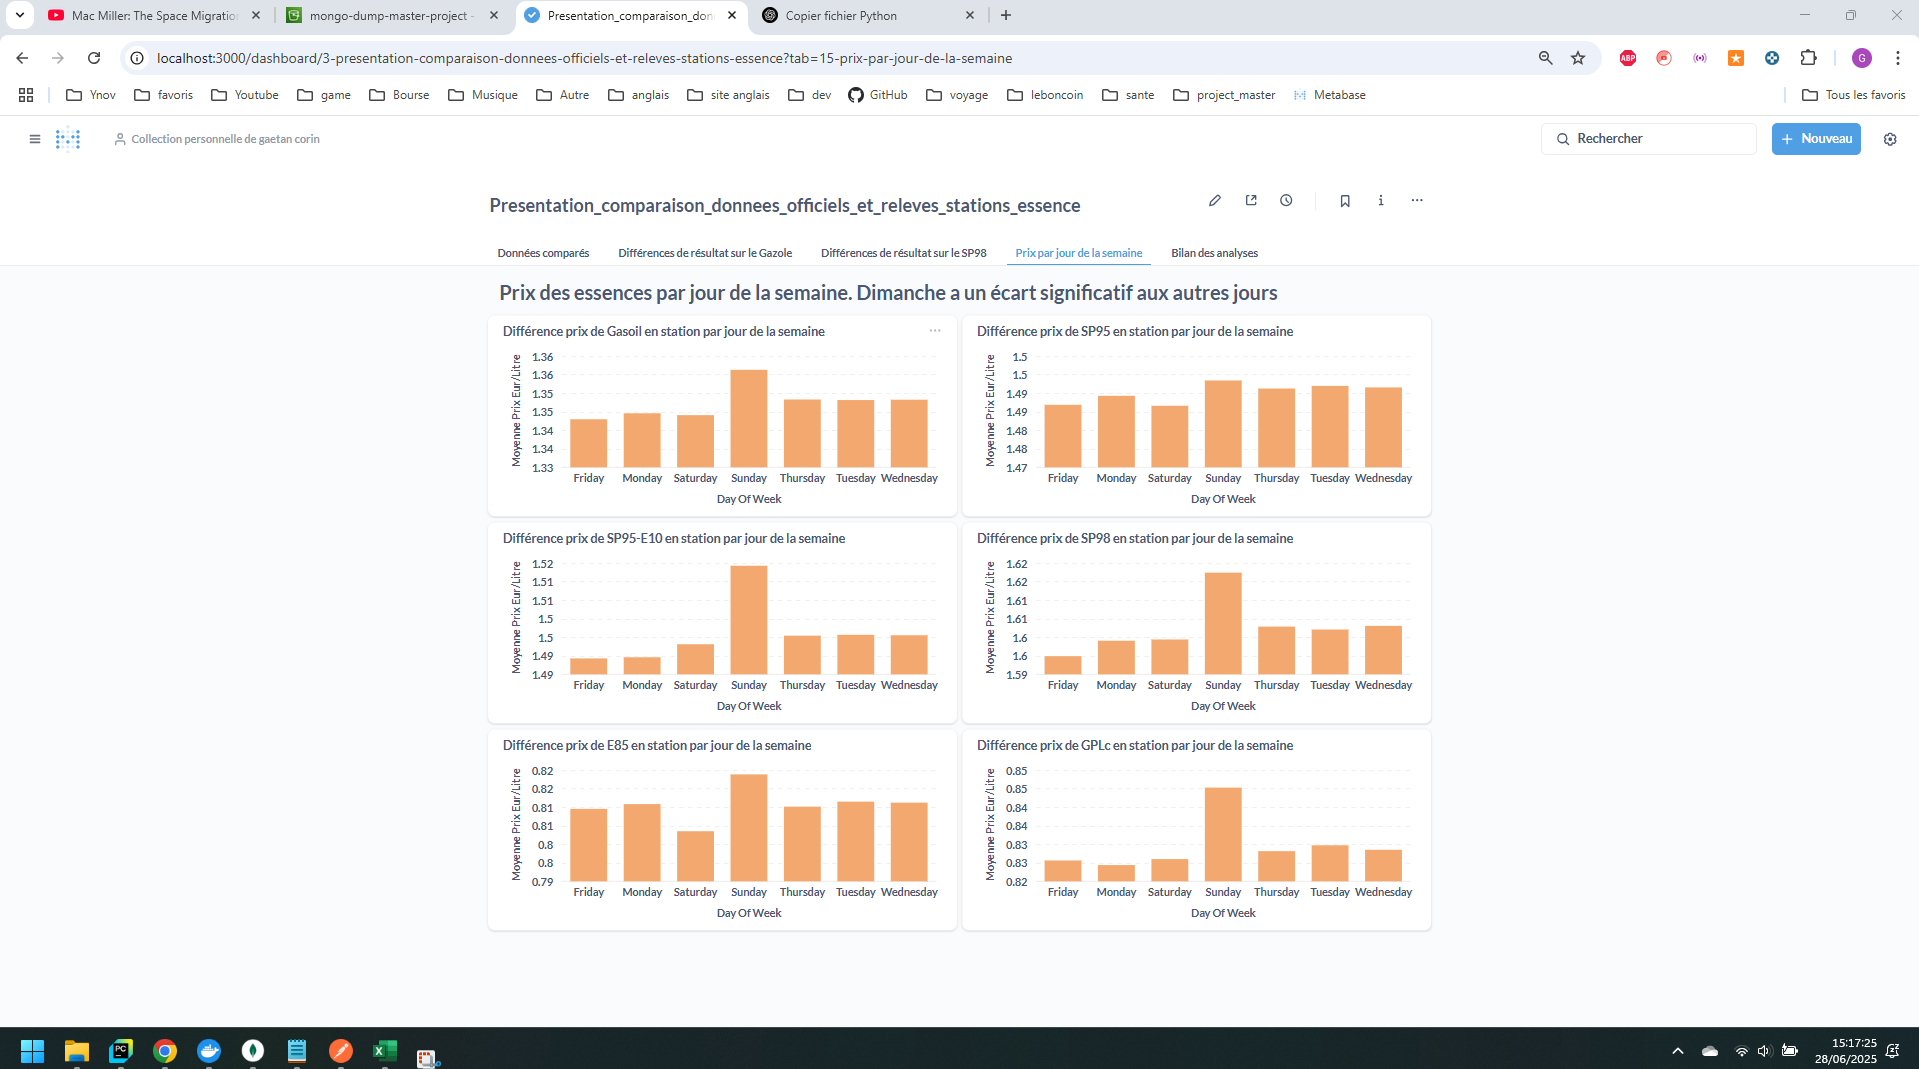 Mac Miller: The Space Migratio
mongo-dump-master-project -
Presentation_comparaison_don
Copier fichier Python
localhost:3000/dashboard/3-presentation-comparaison-donnees-officiels-et-releves-stations-essence?tab=15-prix-par-jour-de-la-semaine
ABP
G
Ynov
favoris
Youtube
game
Bourse
Musique
Autre
anglais
site anglais
dev
GitHub
voyage
leboncoin
sante
project_master
Metabase
Tous les favoris
Collection personnelle de gaetan corin
Rechercher
+ Nouveau
Presentation_comparaison_donnees_officiels_et_releves_stations_essence
Données comparés
Différences de résultat sur le Gazole
Différences de résultat sur le SP98
Prix par jour de la semaine
Bilan des analyses
Prix des essences par jour de la semaine. Dimanche a un écart significatif aux autres jours
Différence prix de Gasoil en station par jour de la semaine
Moyenne Prix Eur/Litre
1.36
1.36
1.35
1.35
1.34
1.34
1.33
Friday Monday Saturday Sunday Thursday Tuesday Wednesday
Day Of Week
Différence prix de SP95 en station par jour de la semaine
Moyenne Prix Eur/Litre
1.5
1.5
1.49
1.49
1.48
1.48
1.47
Friday Monday Saturday Sunday Thursday Tuesday Wednesday
Day Of Week
Différence prix de SP95-E10 en station par jour de la semaine
Moyenne Prix Eur/Litre
1.52
1.51
1.51
1.5
1.5
1.49
1.49
Friday Monday Saturday Sunday Thursday Tuesday Wednesday
Day Of Week
Différence prix de SP98 en station par jour de la semaine
Moyenne Prix Eur/Litre
1.62
1.62
1.61
1.61
1.6
1.6
1.59
Friday Monday Saturday Sunday Thursday Tuesday Wednesday
Day Of Week
Différence prix de E85 en station par jour de la semaine
Moyenne Prix Eur/Litre
0.82
0.82
0.81
0.81
0.8
0.8
0.79
Friday Monday Saturday Sunday Thursday Tuesday Wednesday
Day Of Week
Différence prix de GPLc en station par jour de la semaine
Moyenne Prix Eur/Litre
0.85
0.85
0.84
0.84
0.83
0.83
0.82
Friday Monday Saturday Sunday Thursday Tuesday Wednesday
Day Of Week
PC
X
15:17:25
28/06/2025